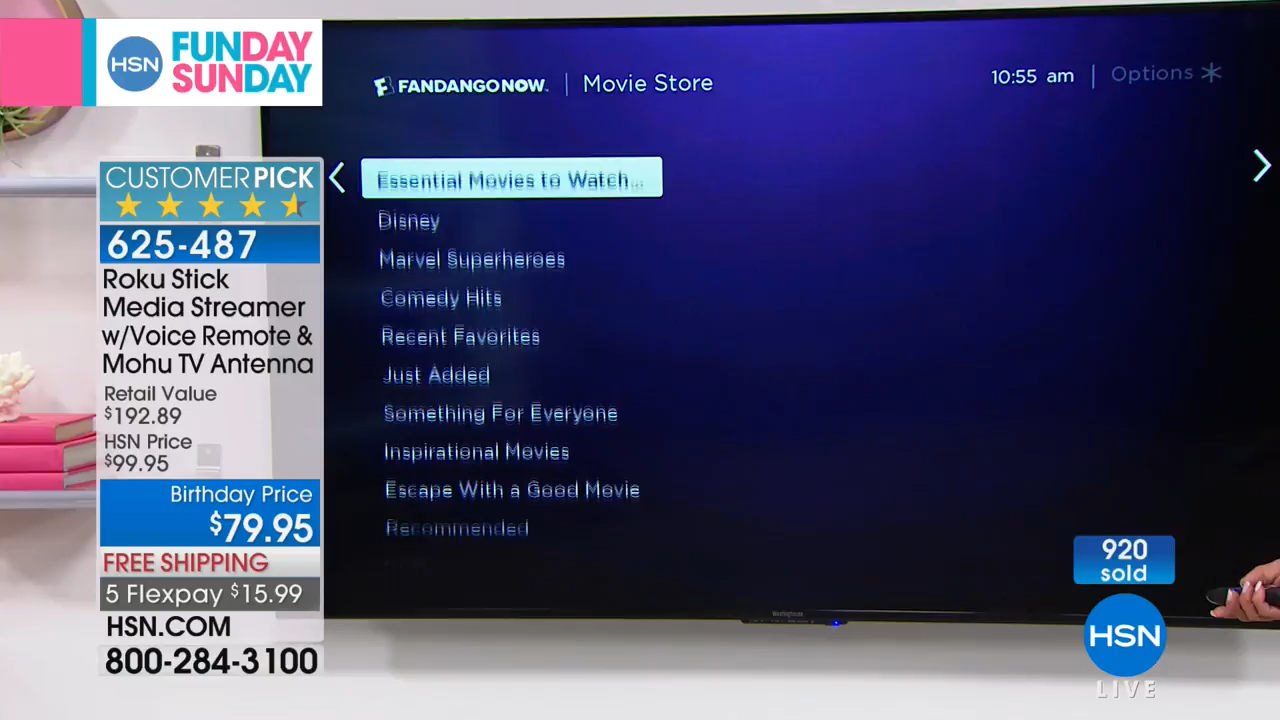 HSN
FUNDAY
SUNDAY
CUSTOMER PICK
625-487
Roku Stick
Media Streamer
w/Voice Remote &
Mohu TV Antenna
Retail Value
$192.89
HSN Price
$99.95
Birthday Price
$79.95
FREE SHIPPING
5 Flexpay $15.99
HSN.COM
800-284-3100
FANDANGONOW | Movie Store
10:55 am | Options
Essential Movies to Watch...
Disney
Marvel Superheroes
Comedy Hits
Recent Favorites
Just Added
Something For Everyone
Inspirational Movies
Escape With a Good Movie
Recommended
Westinghouse
920
sold
HSN
LIVE